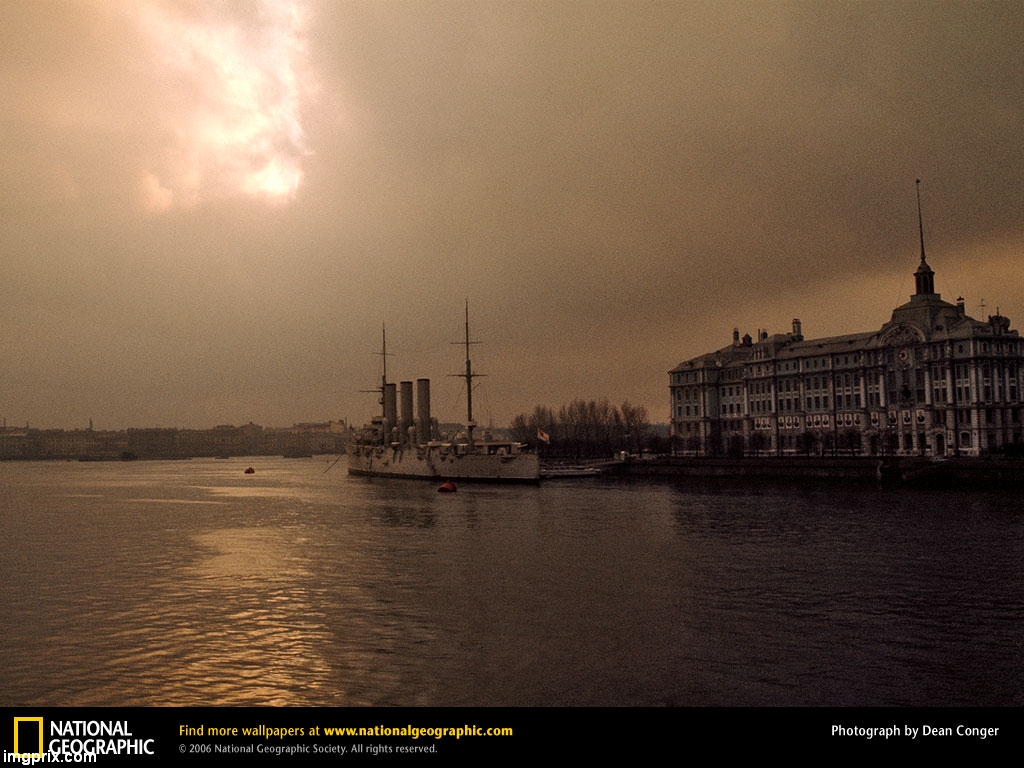 NATIONAL
GEOGRAPHIC
imgprix.com
Find more wallpapers at www.nationalgeographic.com
© 2006 National Geographic Society. All rights reserved.
Photograph by Dean Conger